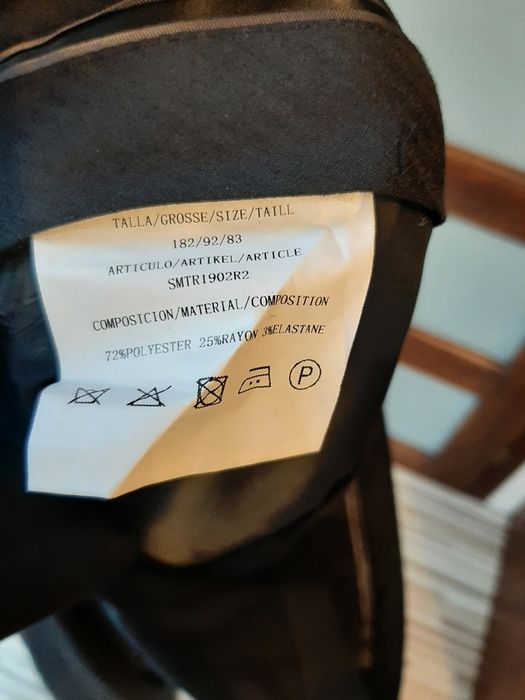 TALLA/GROSSE/SIZE/TAILL
182/92/83
ARTICULO/ARTIKEL/ARTICLE
SMTR1902R2
COMPOSICION/MATERIAL/COMPOSITION
72%POLYESTER 25%RAYON 3%ELASTANE
P